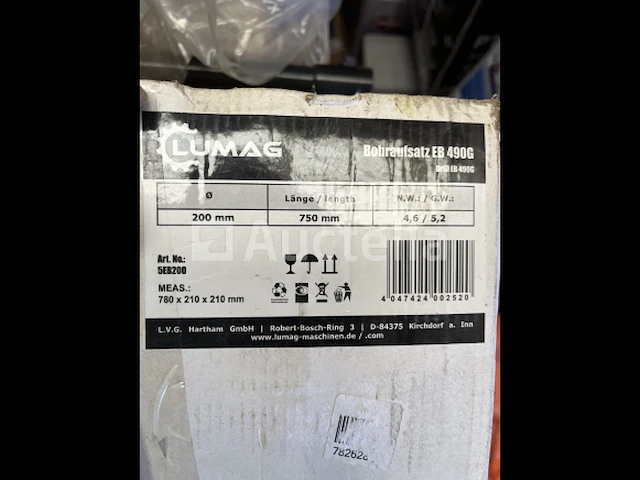 LUMAG
Bohraufsatz EB 490G
Drill EB 490G
Ø Länge / length N.W.: / G.W.:
200 mm 750 mm 4,6 / 5,2
Auctelia
Art. No.:
5EB200
MEAS.:
780 x 210 x 210 mm
4 047424 002520
L.V.G. Hartham GmbH | Robert-Bosch-Ring 3 | D-84375 Kirchdorf a. Inn
www.lumag-maschinen.de / .com
782628